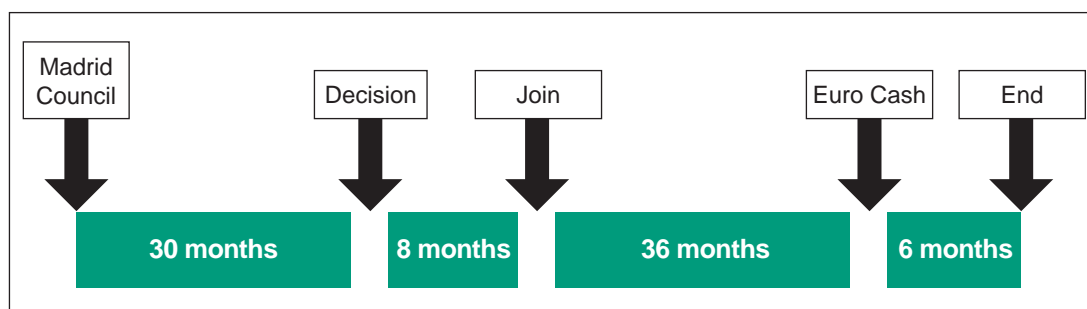 Madrid
Council
Decision
Join
Euro Cash
End
30 months
8 months
36 months
6 months